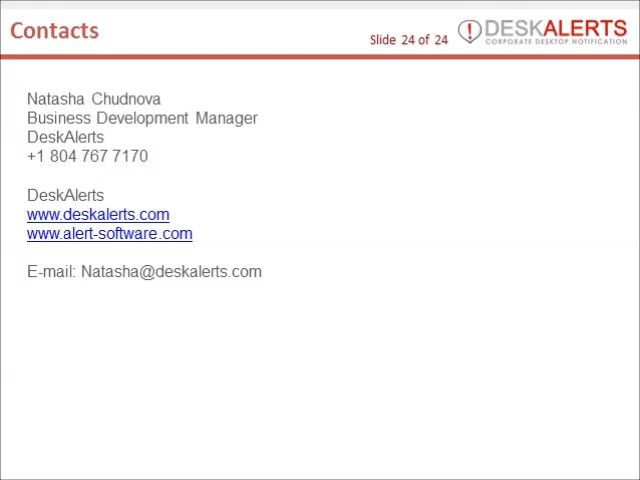 Contacts
Slide 24 of 24
DESKALERTS
CORPORATE DESKTOP NOTIFICATION
Natasha Chudnova
Business Development Manager
DeskAlerts
+1 804 767 7170
DeskAlerts
www.deskalerts.com
www.alert-software.com
E-mail: Natasha@deskalerts.com